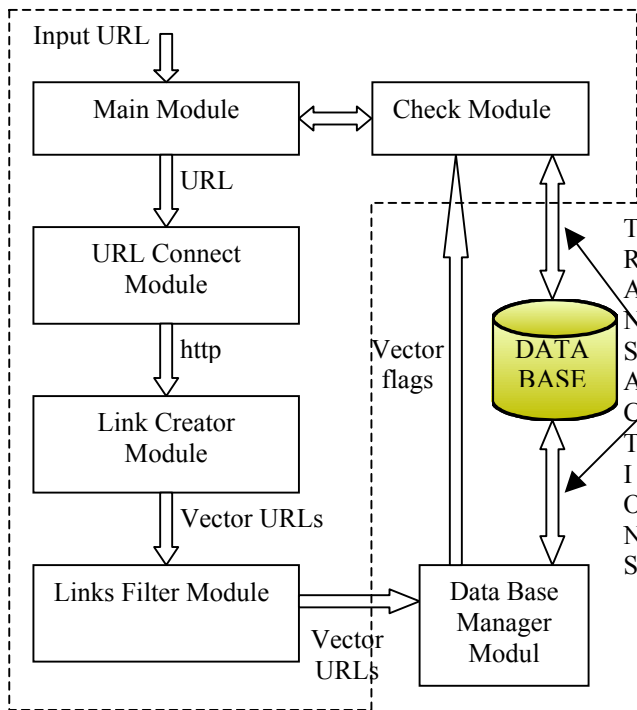 Input URL
Main Module
Check Module
URL
URL Connect
Module
http
Vector
flags
DATA
BASE
Link Creator
Module
Vector URLs
Links Filter Module
Vector
URLs
Data Base
Manager
Modul
T
R
A
N
S
A
C
T
I
O
N
S